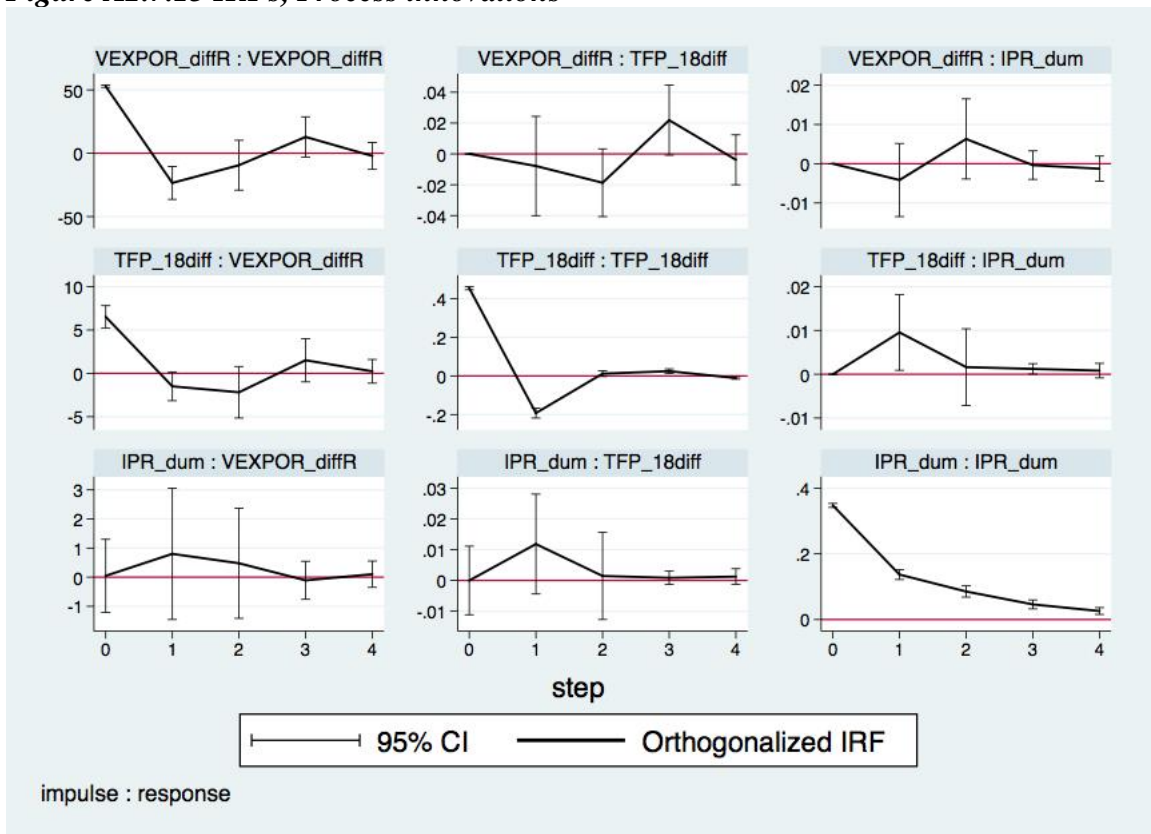 VEXPOR_diffR : VEXPOR_diffR
VEXPOR_diffR : TFP_18diff
VEXPOR_diffR : IPR_dum
50
0
-50
.04
.02
0
-.02
-.04
.02
.01
0
-.01
TFP_18diff : VEXPOR_diffR
TFP_18diff : TFP_18diff
TFP_18diff : IPR_dum
10
5
0
-5
.4
.2
0
-.2
.02
.01
0
-.01
IPR_dum : VEXPOR_diffR
IPR_dum : TFP_18diff
IPR_dum : IPR_dum
3
2
1
0
-1
.03
.02
.01
0
-.01
.4
.2
0
0 1 2 3 4
0 1 2 3 4
0 1 2 3 4
step
95% CI
Orthogonalized IRF
impulse : response